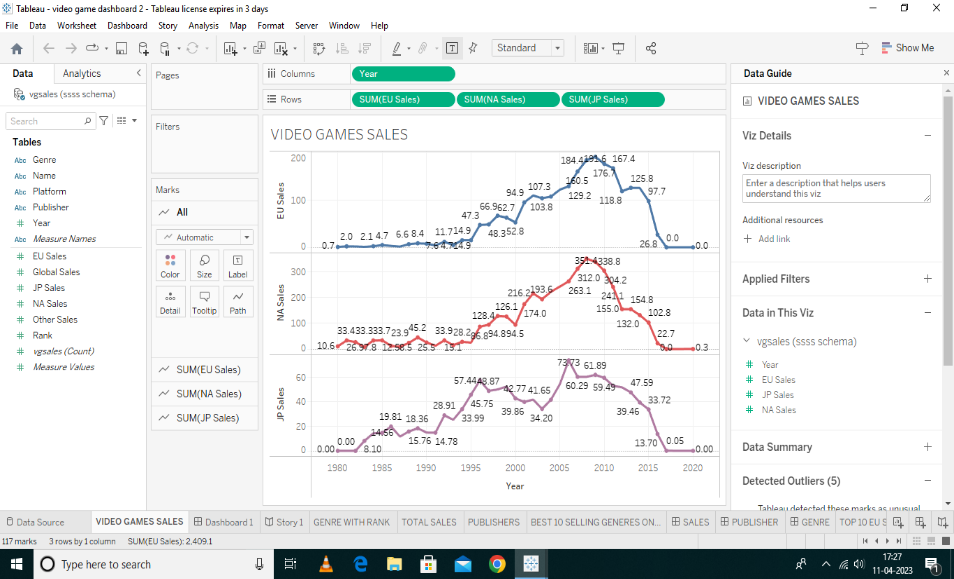 Tableau - video game dashboard 2 - Tableau license expires in 3 days
File Data Worksheet Dashboard Story Analysis Map Format Server Window Help
Standard
Show Me
Data Analytics
vgsales (ssss schema)
Search
Tables
Abc Genre
Abc Name
Abc Platform
Abc Publisher
# Year
Abc Measure Names
# EU Sales
# Global Sales
# JP Sales
# NA Sales
# Other Sales
# Rank
# vgsales (Count)
# Measure Values
Pages
Filters
Marks
All
Automatic
Color Size Label
Detail Tooltip Path
SUM(EU Sales)
SUM(NA Sales)
SUM(JP Sales)
Columns Year
Rows SUM(EU Sales) SUM(NA Sales) SUM(JP Sales)
VIDEO GAMES SALES
EU Sales
200
100
0
0.7 2.0 2.1 4.7 6.6 8.4 11.7 14.9 47.3 66.9 62.7 94.9 107.3 184.4 191.6 167.4
7.6 4.7 14.9 48.3 52.8 103.8 160.5 129.2 176.7 118.8 125.8 97.7 26.8 0.0 0.0
NA Sales
300
200
100
0
10.6 33.4 33.3 33.7 23.9 45.2 33.9 28.2 128.4 126.1 216.2 193.6 351.4 338.8
25.5 19.1 86.8 94.8 94.5 174.0 263.1 312.0 304.2 241.1 155.0 154.8 132.0 102.8 22.7 0.0 0.3
JP Sales
60
40
20
0
0.00 0.00 8.10 14.56 19.81 18.36 28.91 57.44 48.87 42.77 41.65 73.73 61.89 47.59
15.76 14.78 33.99 45.75 39.86 34.20 60.29 59.49 39.46 33.72 13.70 0.05 0.00
1980 1985 1990 1995 2000 2005 2010 2015 2020
Year
Data Guide
VIDEO GAMES SALES
Viz Details
Viz description
Enter a description that helps users
understand this viz
Additional resources
Add link
Applied Filters
Data in This Viz
vgsales (ssss schema)
# Year
# EU Sales
# JP Sales
# NA Sales
Data Summary
Detected Outliers (5)
Tableau detected these marks as unusual
Data Source VIDEO GAMES SALES Dashboard 1 Story 1 GENRE WITH RANK TOTAL SALES PUBLISHERS BEST 10 SELLING GENERES ON... SALES PUBLISHER GENRE TOP 10 EU S
117 marks 3 rows by 1 column SUM(EU Sales): 2,409.1
Type here to search
17:27
11-04-2023
1